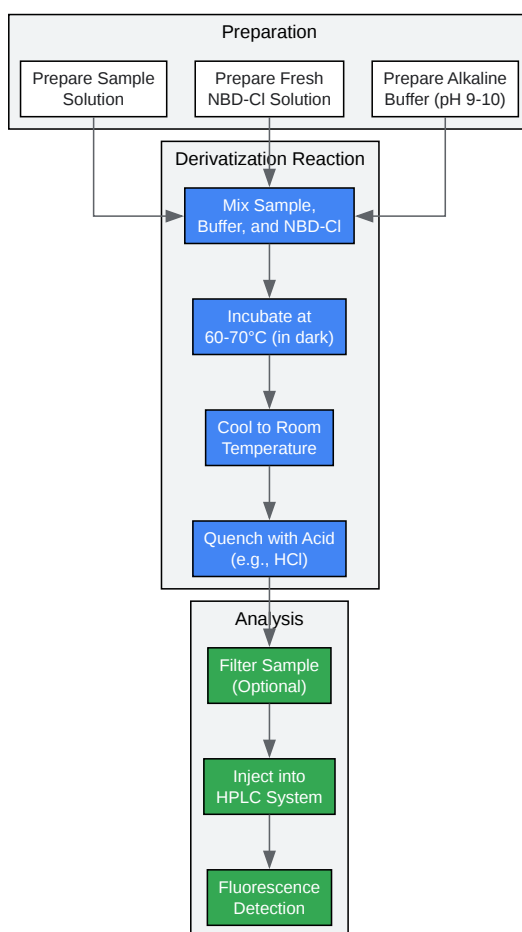 Preparation
Prepare Sample
Solution
Prepare Fresh
NBD-Cl Solution
Prepare Alkaline
Buffer (pH 9-10)
Derivatization Reaction
Mix Sample,
Buffer, and NBD-Cl
Incubate at
60-70°C (in dark)
Cool to Room
Temperature
Quench with Acid
(e.g., HCl)
Analysis
Filter Sample
(Optional)
Inject into
HPLC System
Fluorescence
Detection